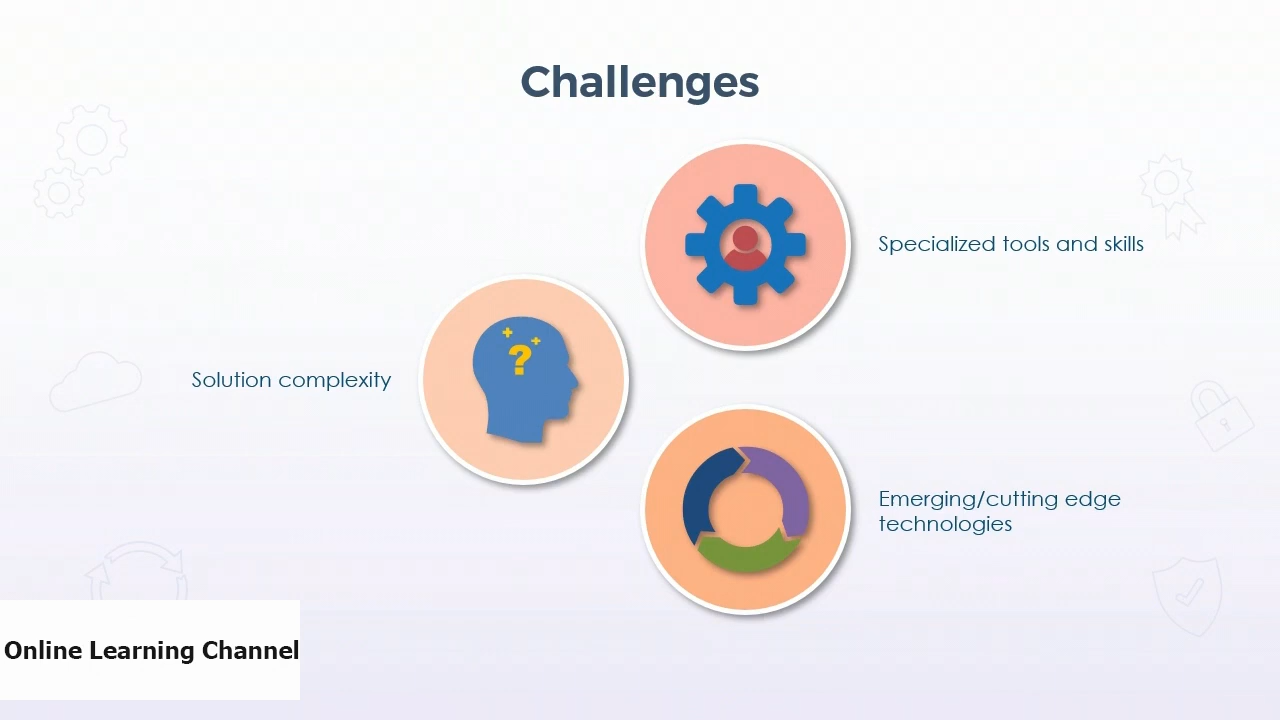 Challenges
Specialized tools and skills
Solution complexity
Emerging/cutting edge
technologies
Online Learning Channel